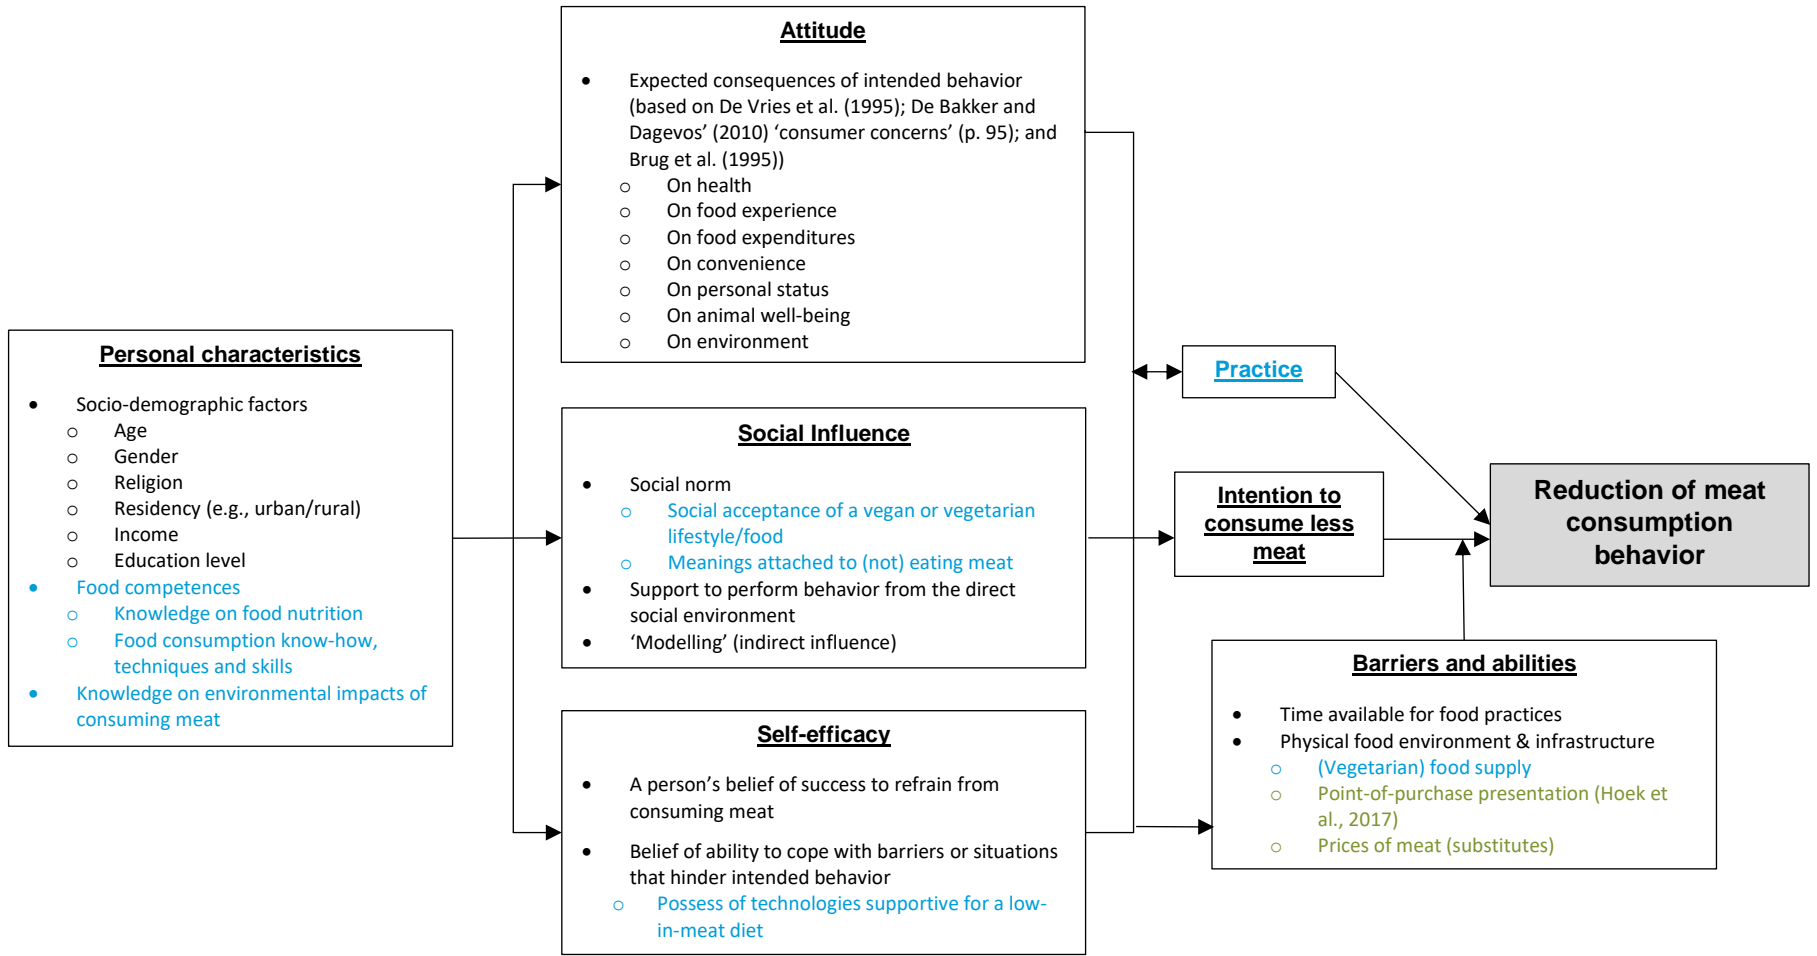 Personal characteristics
• Socio-demographic factors
o Age
o Gender
o Religion
o Residency (e.g., urban/rural)
o Income
o Education level
• Food competences
o Knowledge on food nutrition
o Food consumption know-how,
techniques and skills
• Knowledge on environmental impacts of
consuming meat
Attitude
• Expected consequences of intended behavior
(based on De Vries et al. (1995); De Bakker and
Dagevos’ (2010) ‘consumer concerns’ (p. 95); and
Brug et al. (1995))
o On health
o On food experience
o On food expenditures
o On convenience
o On personal status
o On animal well-being
o On environment
Social Influence
• Social norm
o Social acceptance of a vegan or vegetarian
lifestyle/food
o Meanings attached to (not) eating meat
• Support to perform behavior from the direct
social environment
• ‘Modelling’ (indirect influence)
Self-efficacy
• A person’s belief of success to refrain from
consuming meat
• Belief of ability to cope with barriers or situations
that hinder intended behavior
o Possess of technologies supportive for a low-
in-meat diet
Practice
Intention to
consume less
meat
Barriers and abilities
• Time available for food practices
• Physical food environment & infrastructure
o (Vegetarian) food supply
o Point-of-purchase presentation (Hoek et
al., 2017)
o Prices of meat (substitutes)
Reduction of meat
consumption
behavior